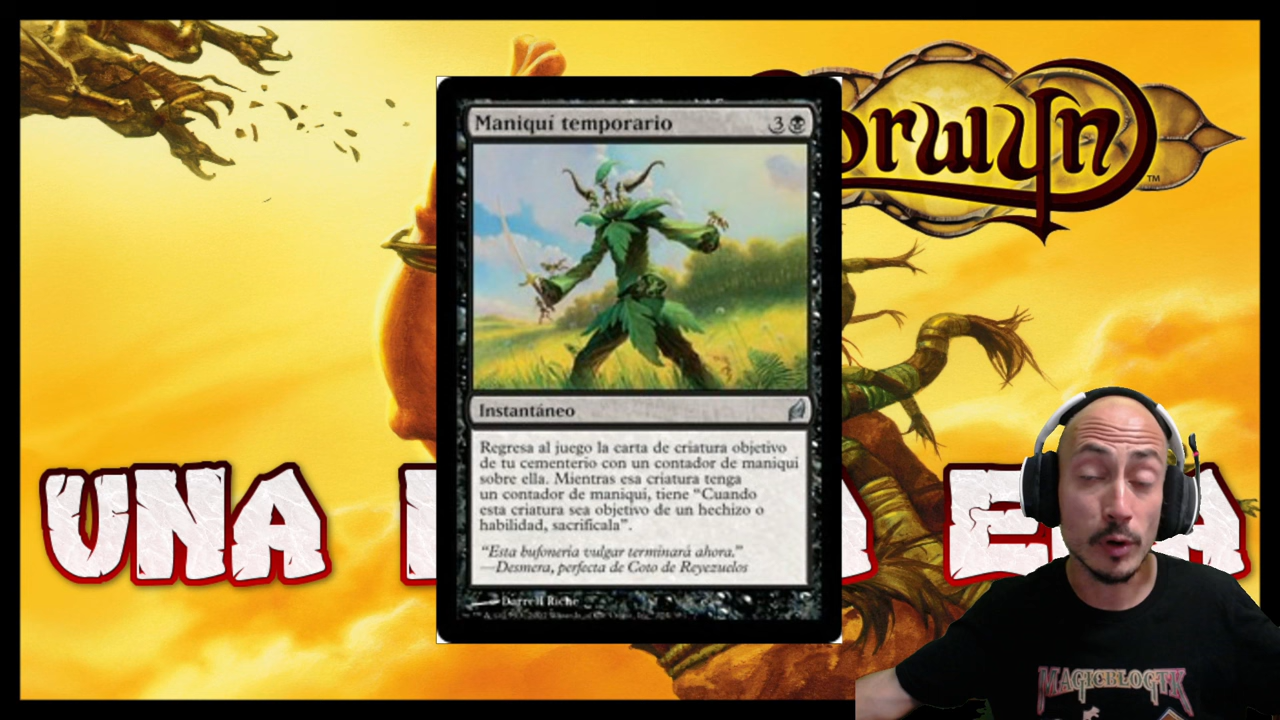 Maniquí temporario 3
orwyn
TM
Instantáneo
Regresa al juego la carta de criatura objetivo
de tu cementerio con un contador de maniquí
sobre ella. Mientras esa criatura tenga
un contador de maniquí, tiene “Cuando
esta criatura sea objetivo de un hechizo o
habilidad, sacrifícala”.
“Esta bufonería vulgar terminará ahora.”
—Desmera, perfecta de Coto de Reyezuelos
Darrell Riche
UNA
MAGICBLOGTK